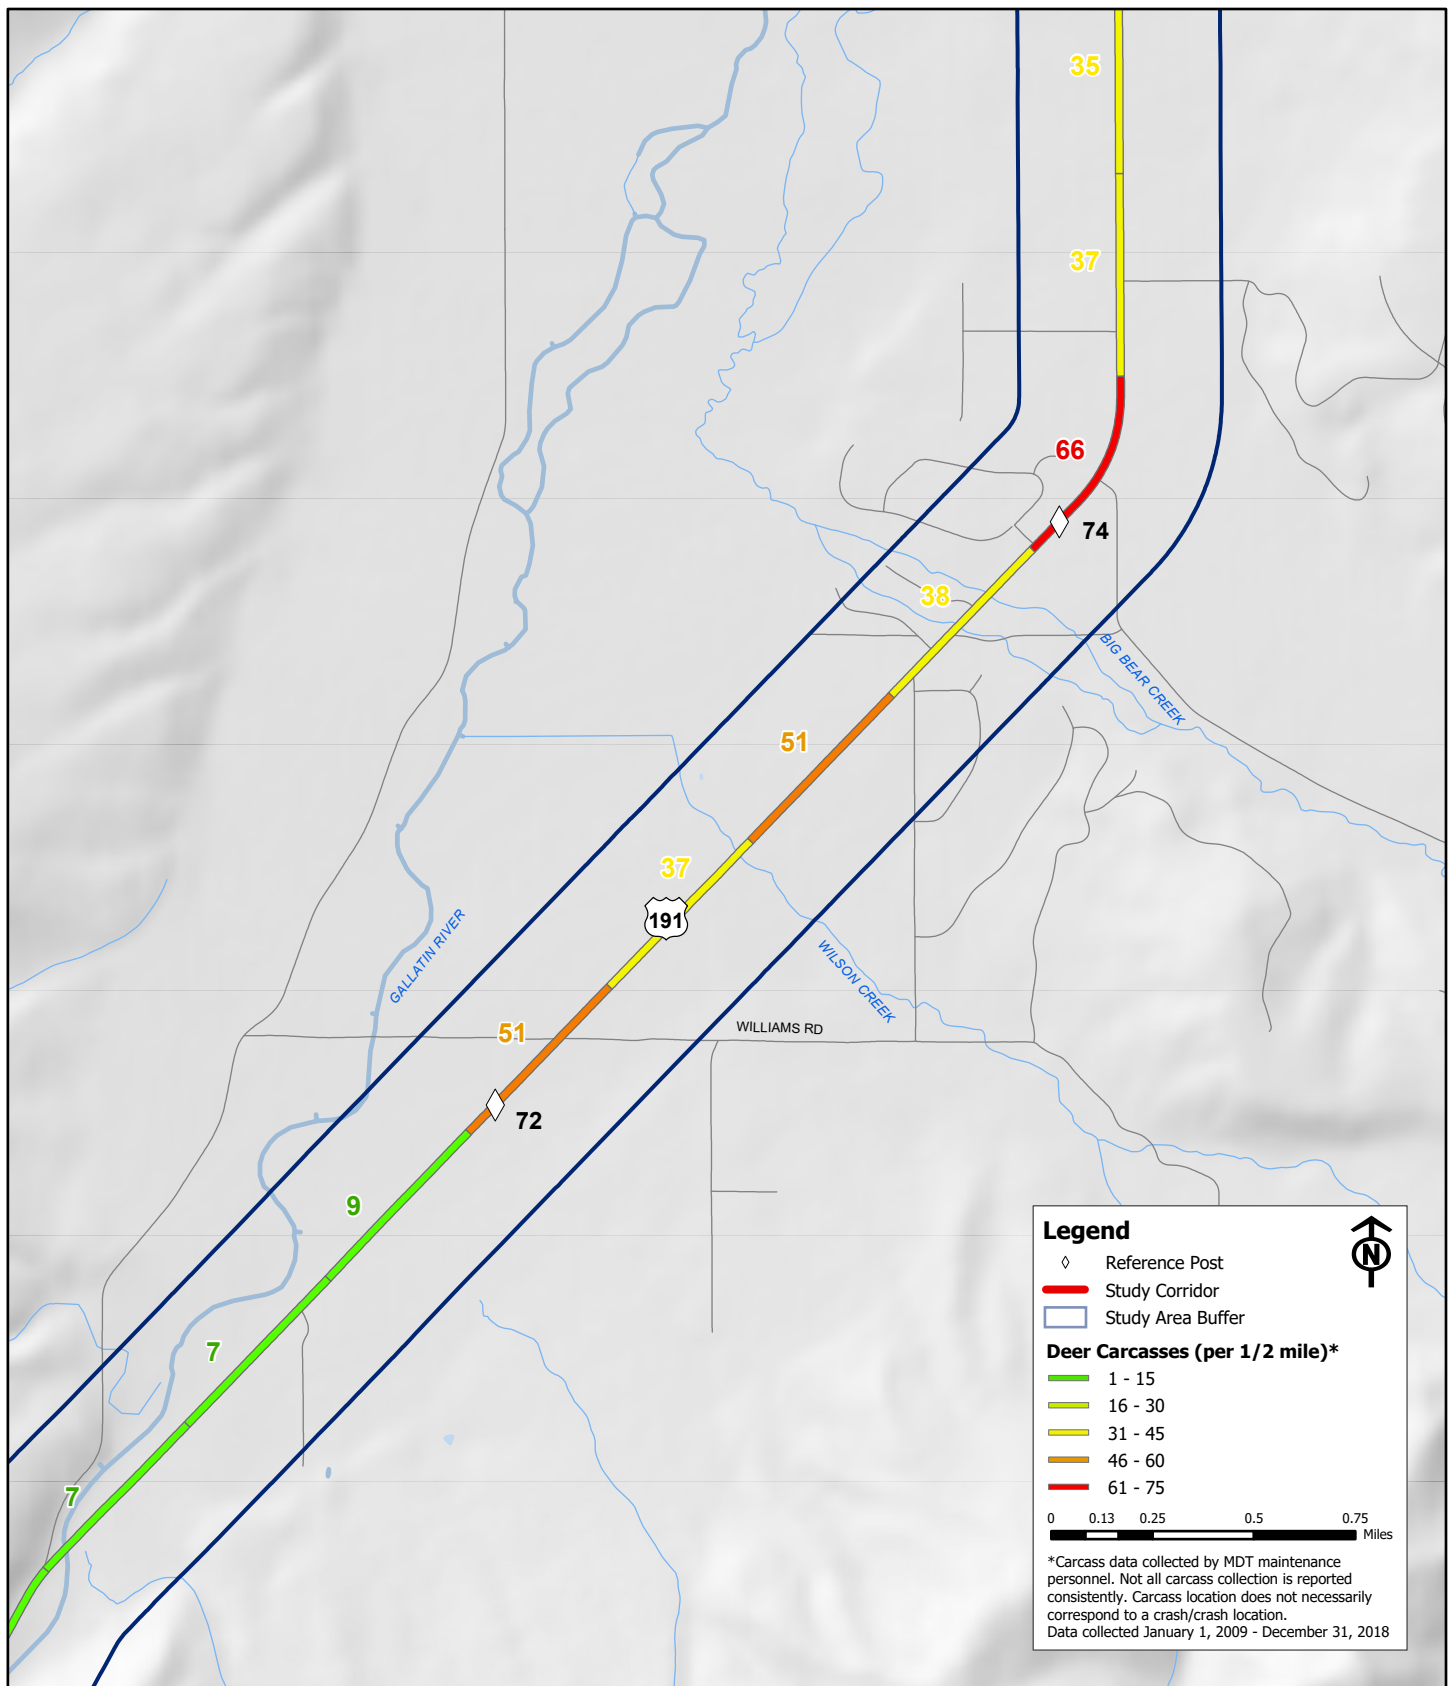 35
37
66
74
38
BIG BEAR CREEK
51
37
191
GALLATIN RIVER
WILSON CREEK
51
WILLIAMS RD
72
9
7
7
Legend
N
Reference Post
Study Corridor
Study Area Buffer
Deer Carcasses (per 1/2 mile)*
1 - 15
16 - 30
31 - 45
46 - 60
61 - 75
0 0.13 0.25 0.5 0.75
Miles
*Carcass data collected by MDT maintenance
personnel. Not all carcass collection is reported
consistently. Carcass location does not necessarily
correspond to a crash/crash location.
Data collected January 1, 2009 - December 31, 2018